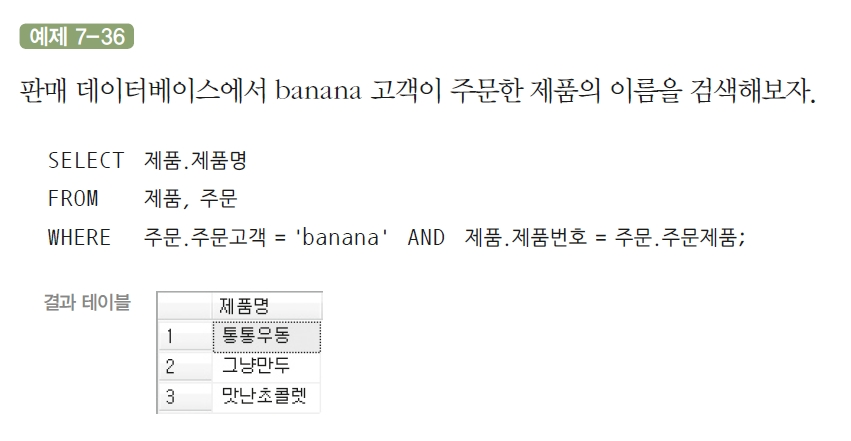 예제 7-36
판매 데이터베이스에서 banana 고객이 주문한 제품의 이름을 검색해보자.
SELECT 제품.제품명
FROM 제품, 주문
WHERE 주문.주문고객 = 'banana' AND 제품.제품번호 = 주문.주문제품;
결과 테이블
제품명
1 통통우동
2 그냥만두
3 맛난초콜렛